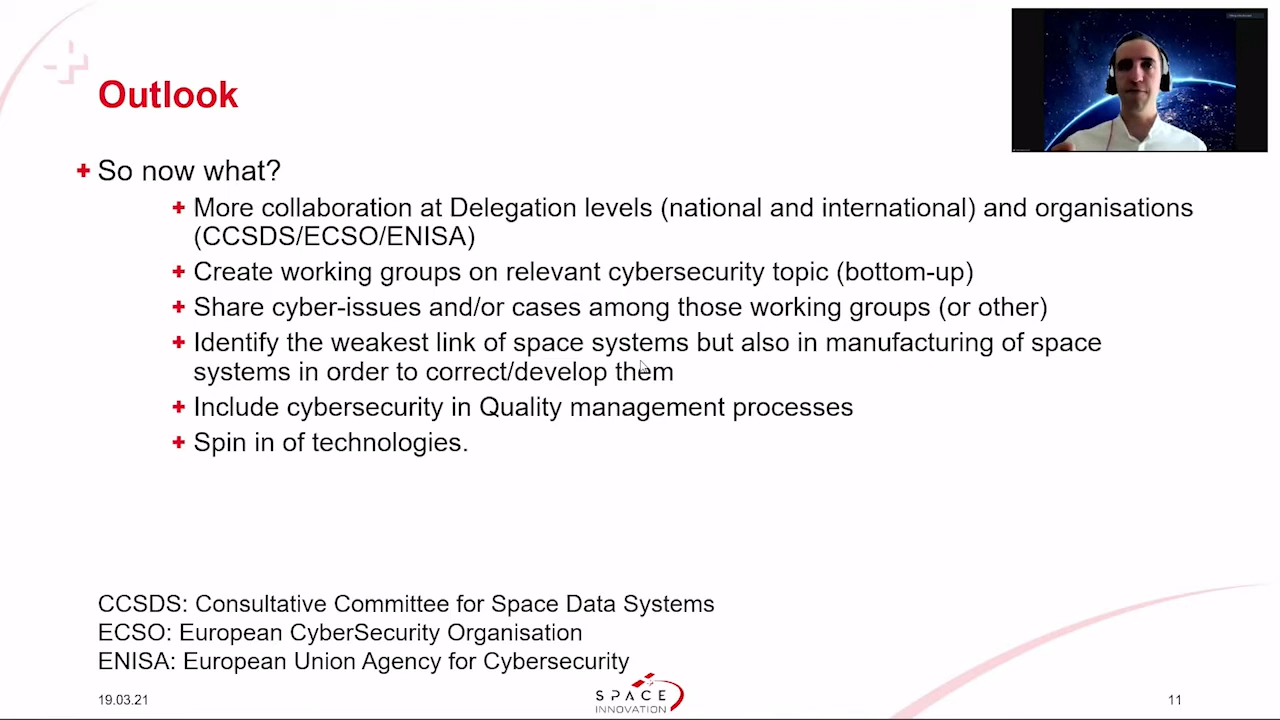 Outlook
So now what?
More collaboration at Delegation levels (national and international) and organisations
(CCSDS/ECSO/ENISA)
Create working groups on relevant cybersecurity topic (bottom-up)
Share cyber-issues and/or cases among those working groups (or other)
Identify the weakest link of space systems but also in manufacturing of space
systems in order to correct/develop them
Include cybersecurity in Quality management processes
Spin in of technologies.
CCSDS: Consultative Committee for Space Data Systems
ECSO: European CyberSecurity Organisation
ENISA: European Union Agency for Cybersecurity
19.03.21
SPACE
INNOVATION
11